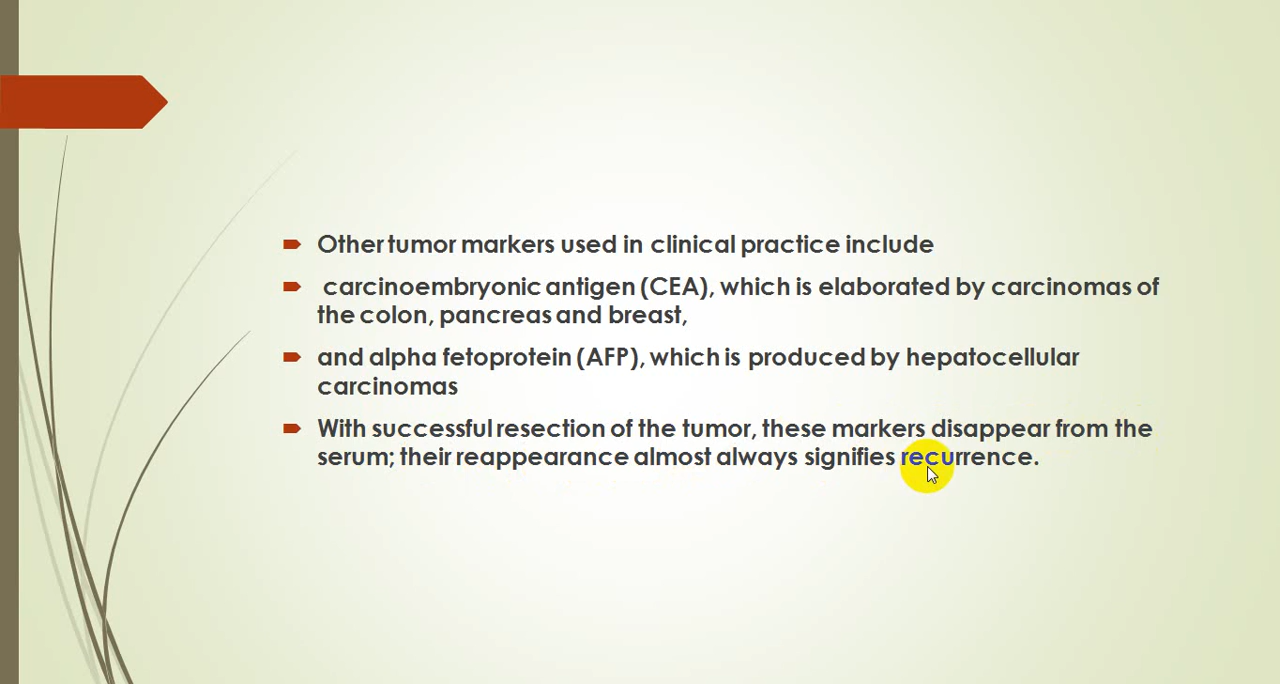 Other tumor markers used in clinical practice include
carcinoembryonic antigen (CEA), which is elaborated by carcinomas of
the colon, pancreas and breast,
and alpha fetoprotein (AFP), which is produced by hepatocellular
carcinomas
With successful resection of the tumor, these markers disappear from the
serum; their reappearance almost always signifies recurrence.